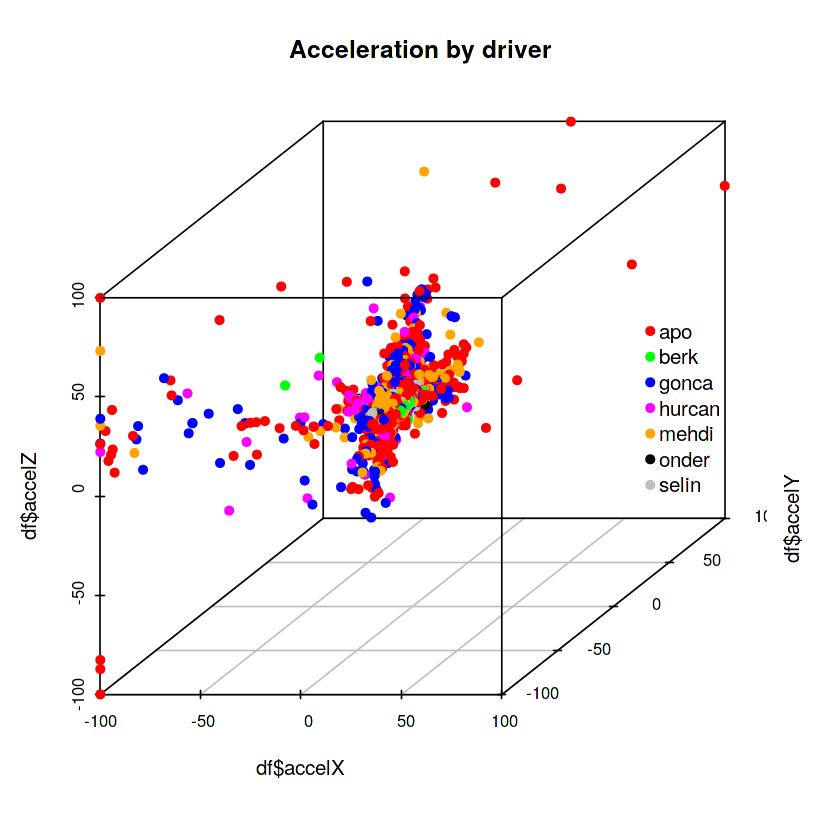 Acceleration by driver
100
50
0
-50
-100
df$accelZ
-100
-50
0
50
100
df$accelX
-100
-50
0
50
df$accelY
apo
berk
gonca
hurcan
mehdi
onder
selin